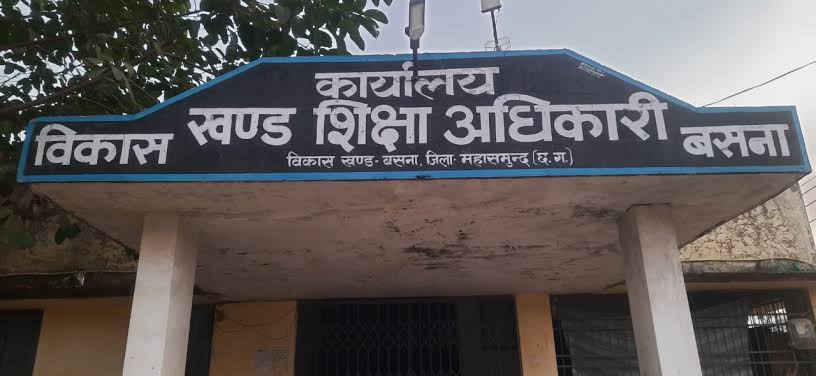 कार्यालय
विकास खण्ड शिक्षा अधिकारी बसना
विकास खण्ड-बसना, जिला-महासमुन्द (छ.ग.)